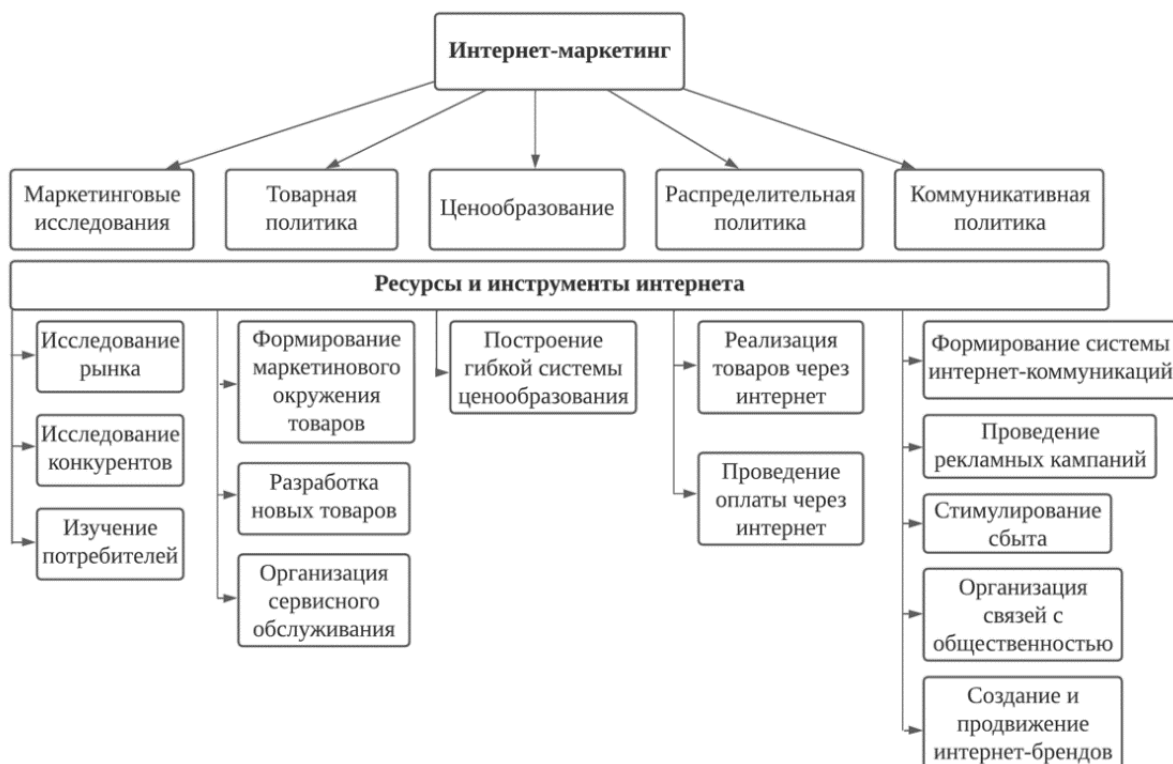 Интернет-маркетинг
Маркетинговые
исследования
Товарная
политика
Ценообразование
Распределительная
политика
Коммуникативная
политика
Ресурсы и инструменты интернета
Исследование
рынка
Исследование
конкурентов
Изучение
потребителей
Формирование
маркетинового
окружения
товаров
Разработка
новых товаров
Организация
сервисного
обслуживания
Построение
гибкой системы
ценообразования
Реализация
товаров через
интернет
Проведение
оплаты через
интернет
Формирование системы
интернет-коммуникаций
Проведение
рекламных кампаний
Стимулирование
сбыта
Организация
связей с
общественностью
Создание и
продвижение
интернет-брендов